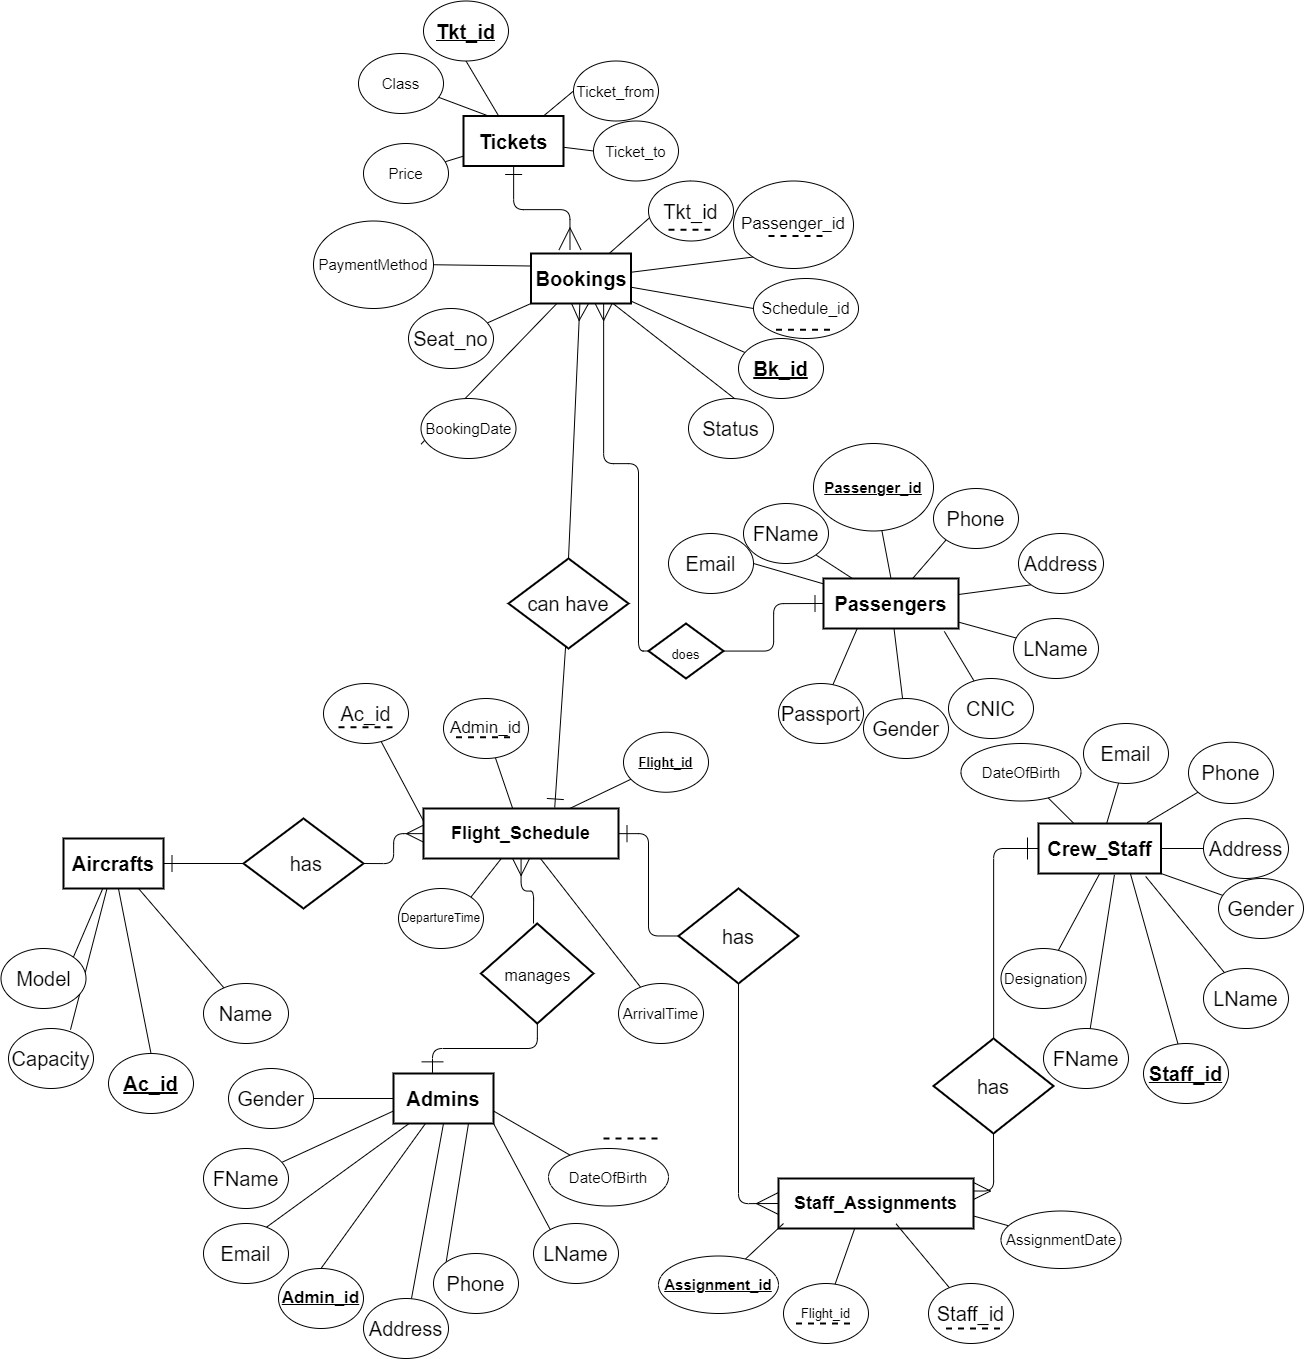 Tkt_id
Class
Ticket_from
Tickets
Ticket_to
Price
Tkt_id
Passenger_id
PaymentMethod
Bookings
Schedule_id
Seat_no
Bk_id
BookingDate
Status
Passenger_id
Phone
FName
Email
Address
can have
Passengers
does
LName
Passport
Gender
CNIC
Ac_id
Admin_id
Flight_id
DateOfBirth
Email
Phone
Flight_Schedule
Aircrafts
has
Crew_Staff
Address
DepartureTime
Gender
has
manages
Model
Designation
Name
ArrivalTime
LName
Capacity
FName
Ac_id
Staff_id
has
Gender
Admins
FName
DateOfBirth
Staff_Assignments
Email
LName
AssignmentDate
Admin_id
Phone
Assignment_id
Flight_id
Staff_id
Address